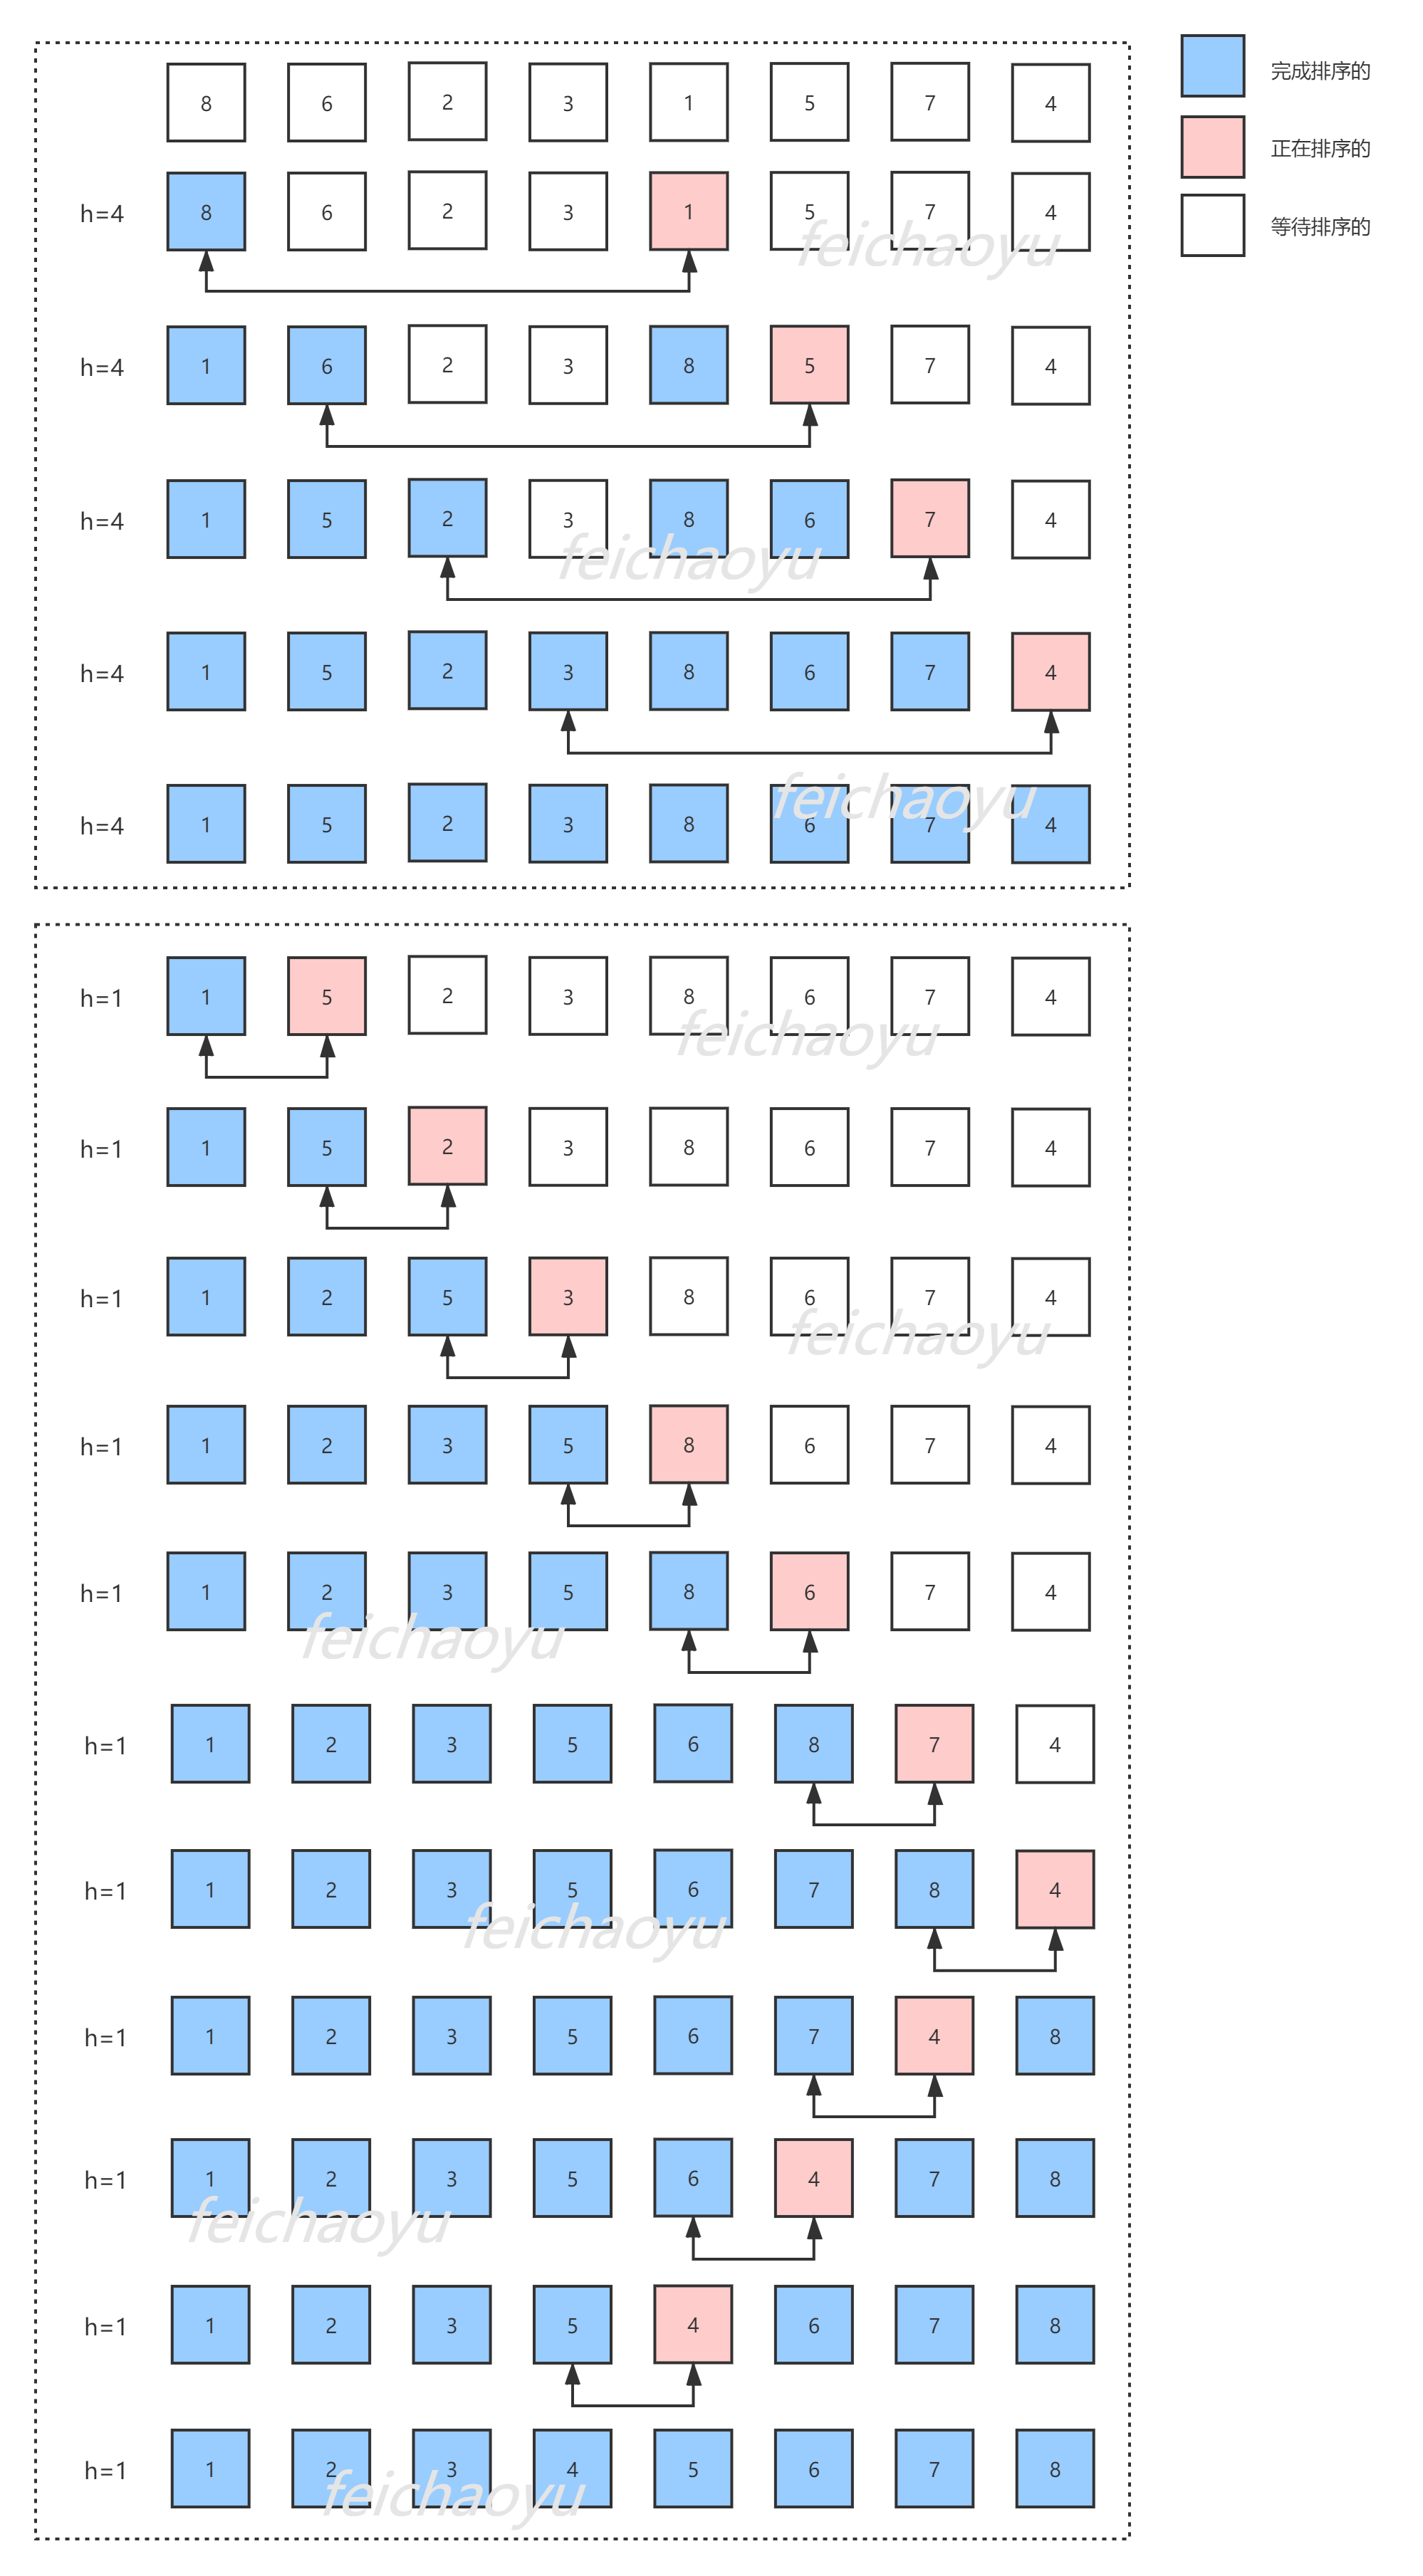 8 6 2 3 1 5 7 4 完成排序的
正在排序的
h=4 8 6 2 3 1 5 7 4 等待排序的
feichaoyu
h=4 1 6 2 3 8 5 7 4
h=4 1 5 2 3 8 6 7 4
feichaoyu
h=4 1 5 2 3 8 6 7 4
feichaoyu
h=4 1 5 2 3 8 6 7 4
h=1 1 5 2 3 8 6 7 4
feichaoyu
h=1 1 5 2 3 8 6 7 4
h=1 1 2 5 3 8 6 7 4
feichaoyu
h=1 1 2 3 5 8 6 7 4
h=1 1 2 3 5 8 6 7 4
feichaoyu
h=1 1 2 3 5 6 8 7 4
h=1 1 2 3 5 6 7 8 4
feichaoyu
h=1 1 2 3 5 6 7 4 8
h=1 1 2 3 5 6 4 7 8
feichaoyu
h=1 1 2 3 5 4 6 7 8
h=1 1 2 3 4 5 6 7 8
feichaoyu